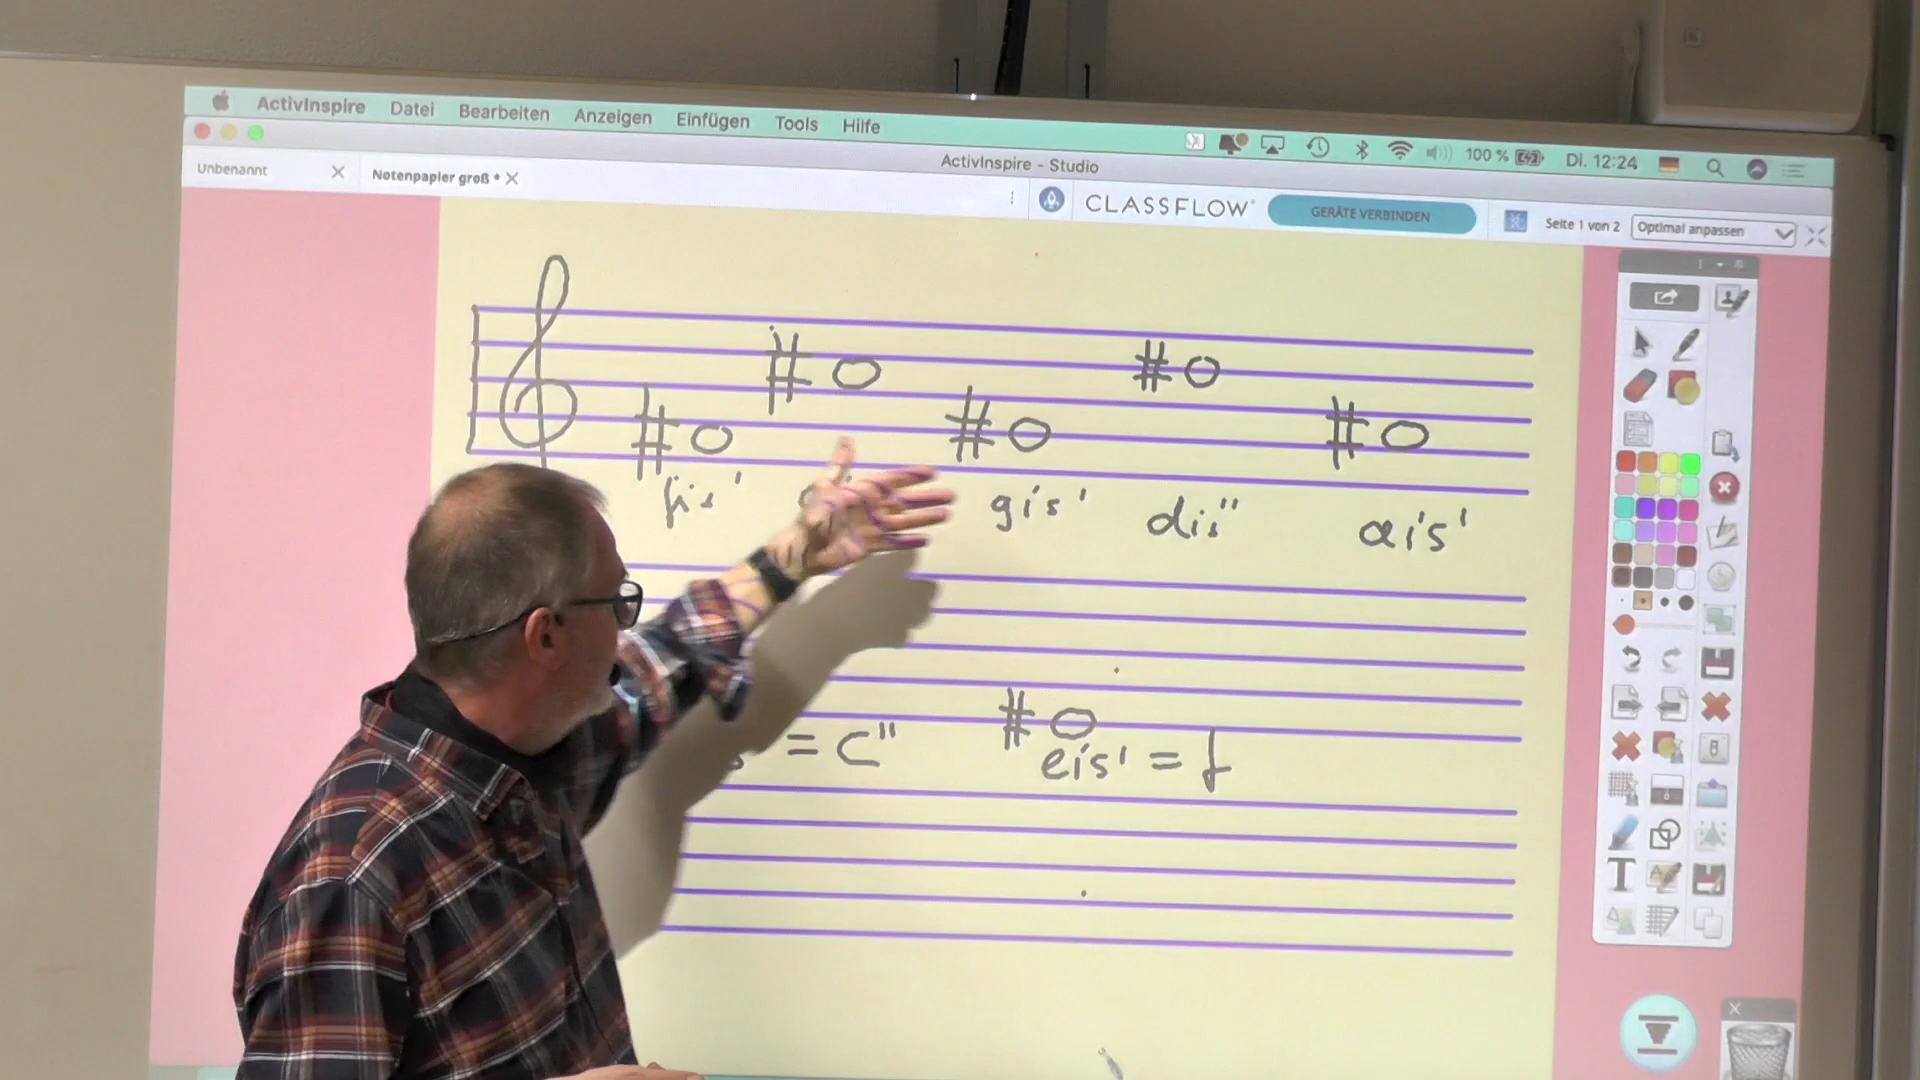 ActivInspire Datei Bearbeiten Anzeigen Einfügen Tools Hilfe 100 % Di. 12:24
ActivInspire - Studio
Unbenannt
Notenpapier groß *
CLASSFLOW GERÄTE VERBINDEN Seite 1 von 2 Optimal anpassen
fis' gis' dis" ais'
= c" eis' = f
T